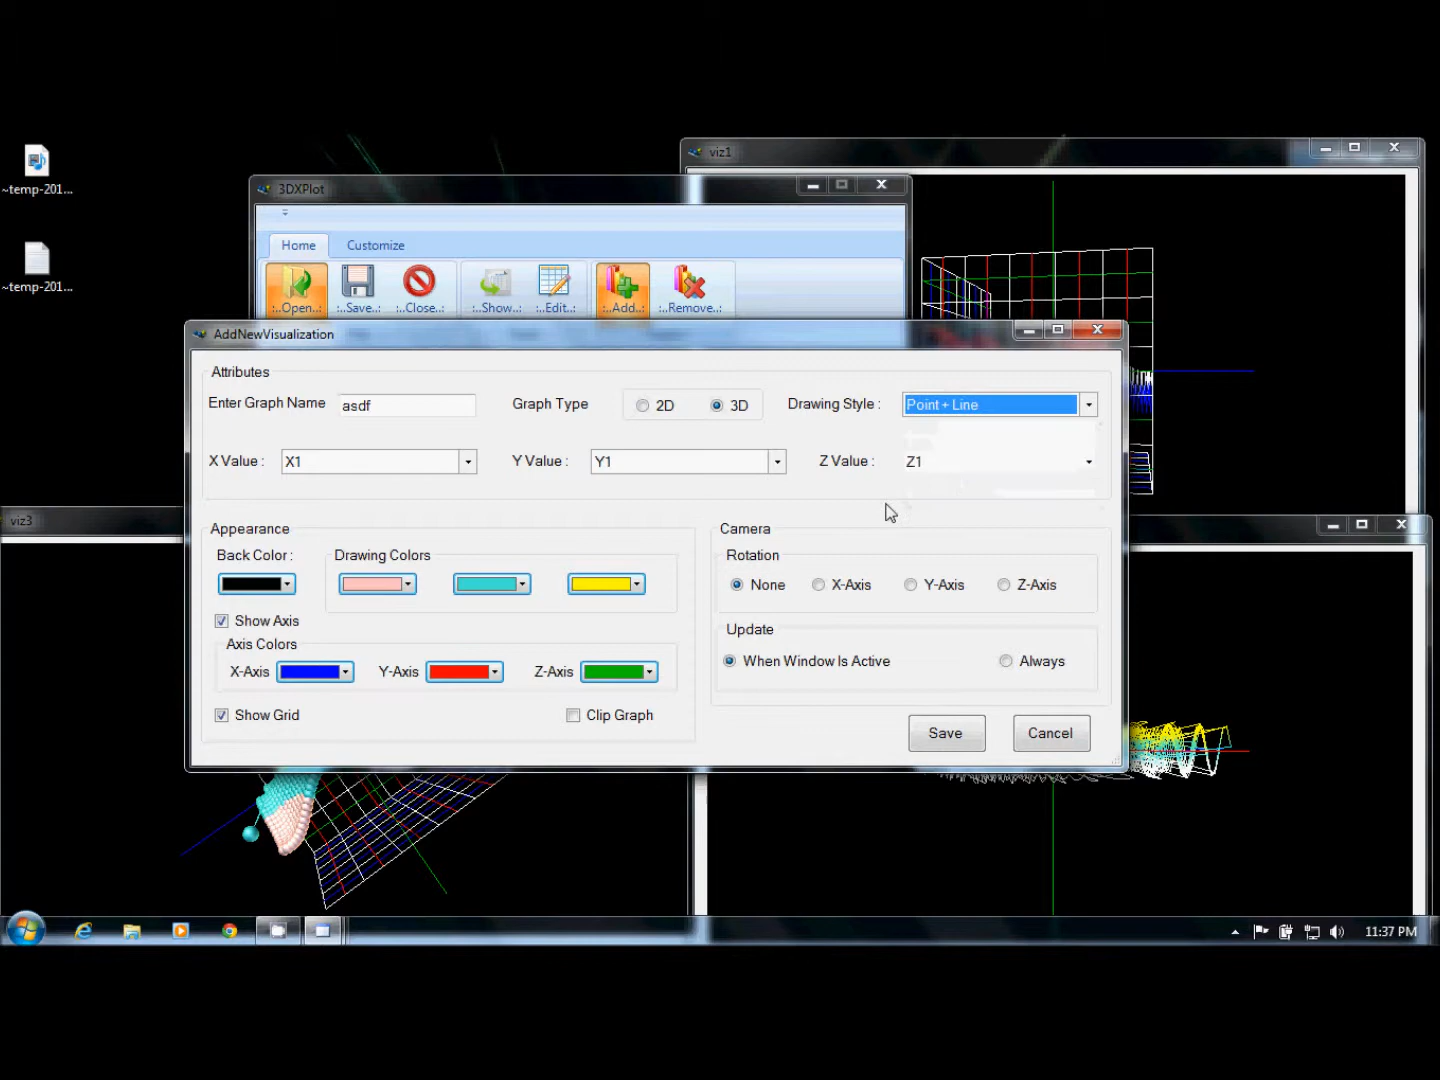 ~temp-201...
~temp-201...
viz1
3DXPlot
Home Customize
:..Open..: :..Save..: :..Close..: :..Show..: :..Edit..: :..Add..: :..Remove..:
AddNewVisualization
Attributes
Enter Graph Name asdf Graph Type 2D 3D Drawing Style : Point + Line
X Value : X1 Y Value : Y1 Z Value : Z1
viz3
Appearance
Back Color : Drawing Colors
Show Axis
Axis Colors
X-Axis Y-Axis Z-Axis
Show Grid Clip Graph
Camera
Rotation
None X-Axis Y-Axis Z-Axis
Update
When Window Is Active Always
Save Cancel
11:37 PM